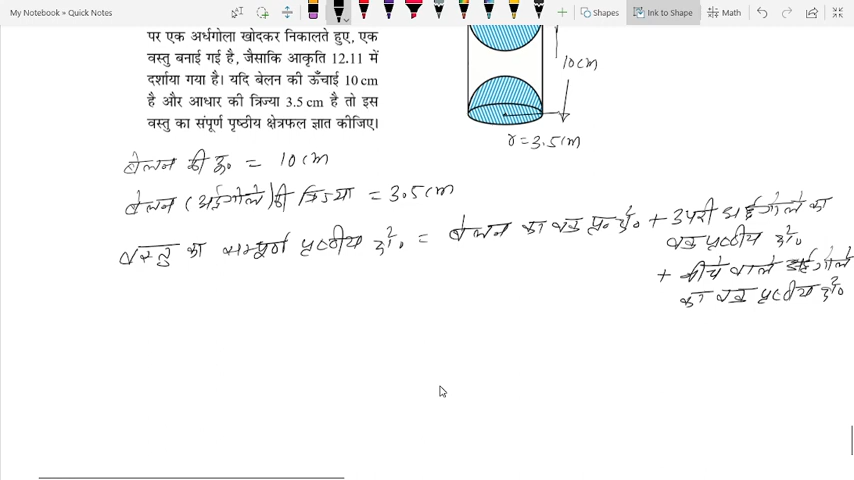 My Notebook » Quick Notes
Shapes
Ink to Shape
Math
पर एक अर्धगोला खोदकर निकालते हुए, एक
वस्तु बनाई गई है, जैसाकि आकृति 12.11 में
दर्शाया गया है। यदि बेलन की ऊँचाई 10 cm
है और आधार की त्रिज्या 3.5 cm है तो इस
वस्तु का संपूर्ण पृष्ठीय क्षेत्रफल ज्ञात कीजिए।
10cm
r=3.5cm
बेलन की ऊ० = 10cm
बेलन (अर्द्धगोले) की त्रिज्या = 3.5cm
वस्तु का सम्पूर्ण पृष्ठीय क्षे० = बेलन का वक्र पृ० क्षे० + उपरी अर्द्धगोले का
वक्र पृष्ठीय क्षे०
+ नीचे वाले अर्द्धगोले
का वक्र पृष्ठीय क्षे०